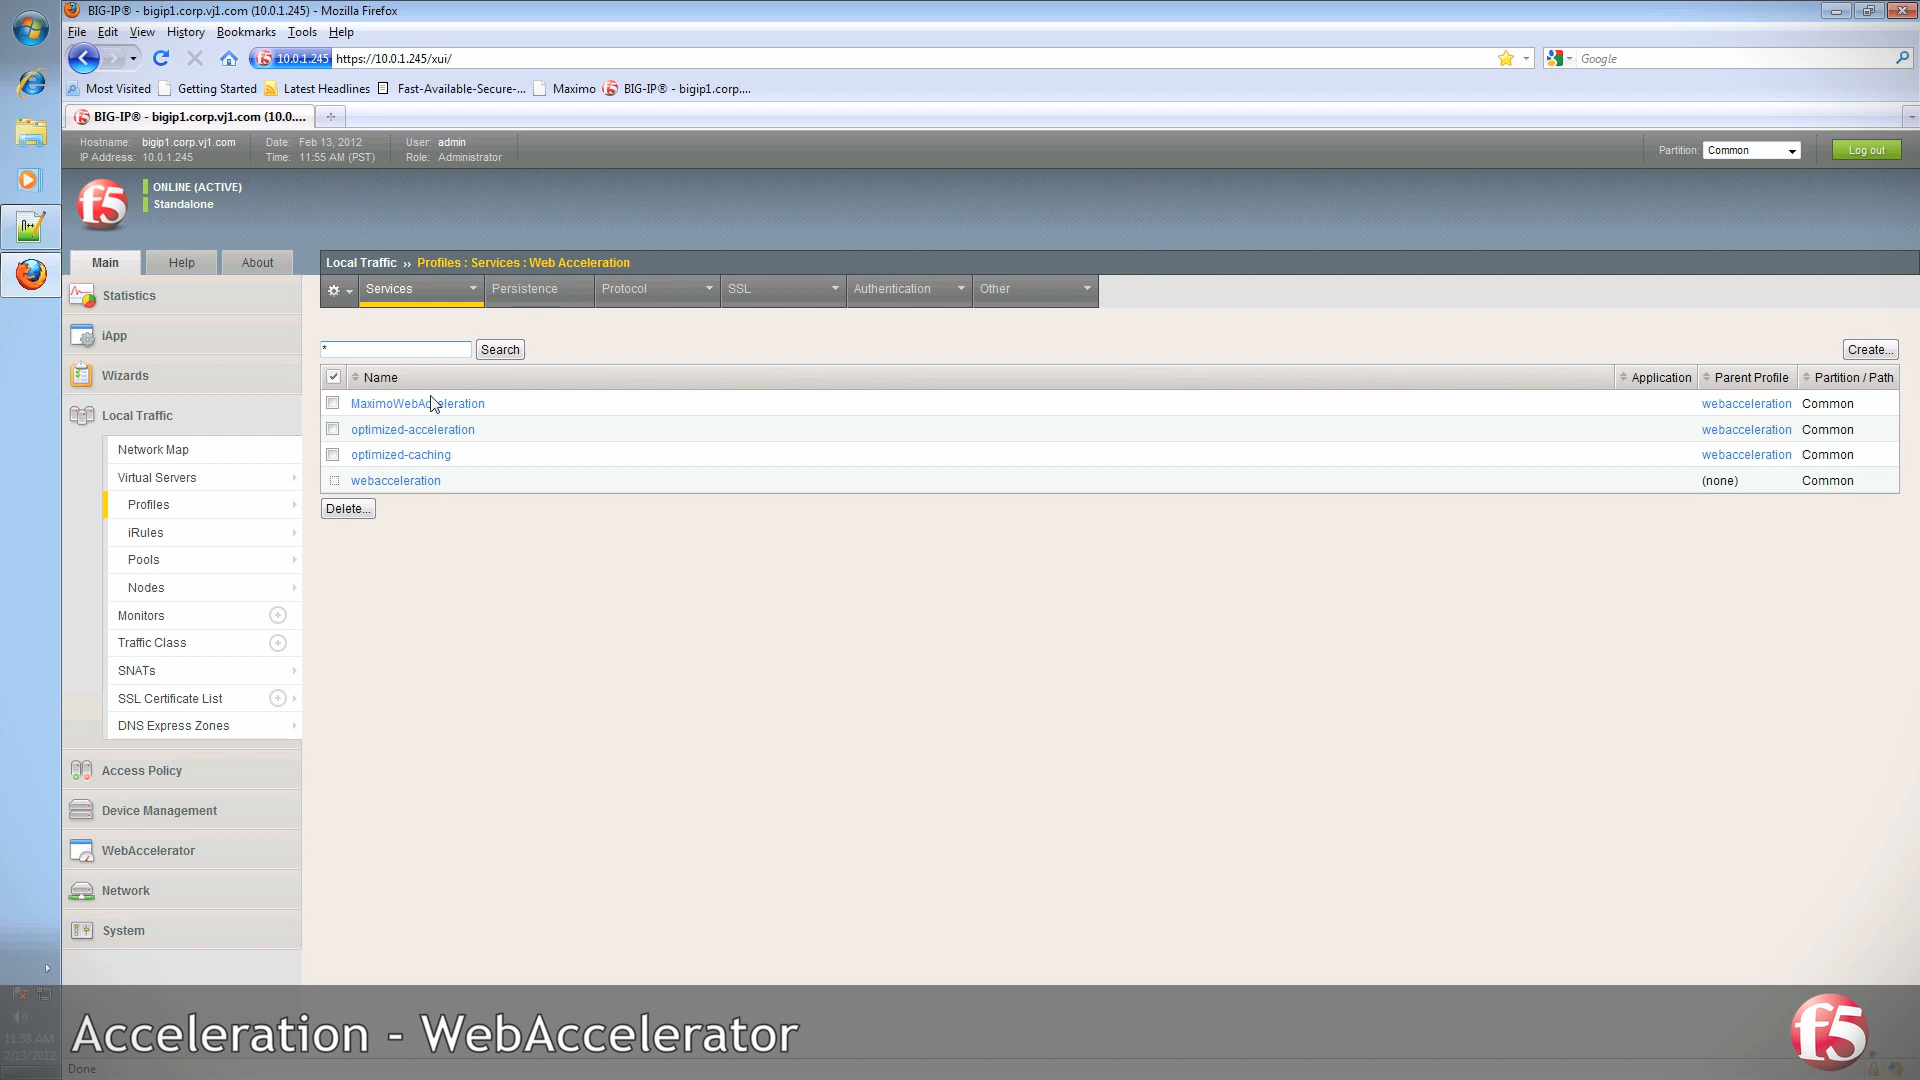 BIG-IP® - bigip1.corp.vj1.com (10.0.1.245) - Mozilla Firefox
File Edit View History Bookmarks Tools Help
10.0.1.245 https://10.0.1.245/xui/ Google
Most Visited Getting Started Latest Headlines Fast-Available-Secure-... Maximo BIG-IP® - bigip1.corp....
BIG-IP® - bigip1.corp.vj1.com (10.0....
Hostname: bigip1.corp.vj1.com Date: Feb 13, 2012 User: admin
IP Address: 10.0.1.245 Time: 11:55 AM (PST) Role: Administrator
Partition: Common Log out
f5
ONLINE (ACTIVE)
Standalone
Main Help About
Local Traffic ›› Profiles : Services : Web Acceleration
Services Persistence Protocol SSL Authentication Other
Statistics
iApp
Wizards
Local Traffic
Network Map
Virtual Servers
Profiles
iRules
Pools
Nodes
Monitors
Traffic Class
SNATs
SSL Certificate List
DNS Express Zones
Access Policy
Device Management
WebAccelerator
Network
System
* Search Create...
Name Application Parent Profile Partition / Path
MaximoWebAcceleration webacceleration Common
optimized-acceleration webacceleration Common
optimized-caching webacceleration Common
webacceleration (none) Common
Delete...
11:58 AM
2/13/2012
Acceleration - WebAccelerator
f5
Done